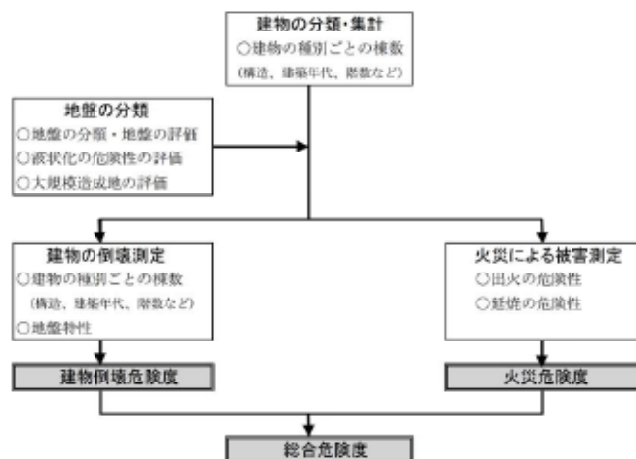 建物の分類・集計
○建物の種別ごとの棟数
(構造、建築年代、階数など)
地盤の分類
○地盤の分類・地盤の評価
○液状化の危険性の評価
○大規模造成地の評価
建物の倒壊測定
○建物の種別ごとの棟数
(構造、建築年代、階数など)
○地盤特性
火災による被害測定
○出火の危険性
○延焼の危険性
建物倒壊危険度
火災危険度
総合危険度